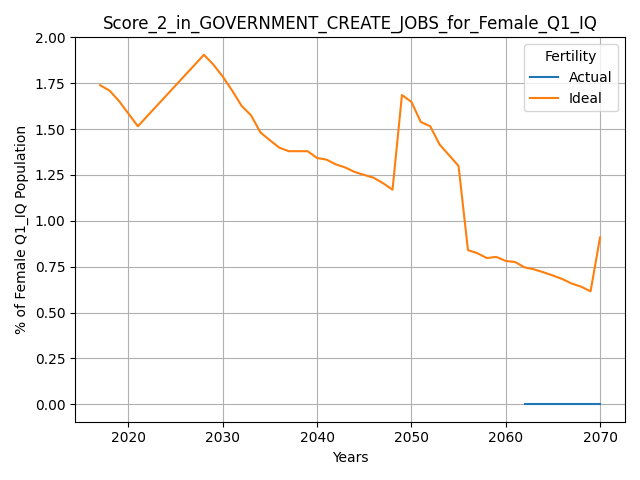 Score_2_in_GOVERNMENT_CREATE_JOBS_for_Female_Q1_IQ
Fertility
Actual
Ideal
% of Female Q1_IQ Population
2.00
1.75
1.50
1.25
1.00
0.75
0.50
0.25
0.00
2020 2030 2040 2050 2060 2070
Years